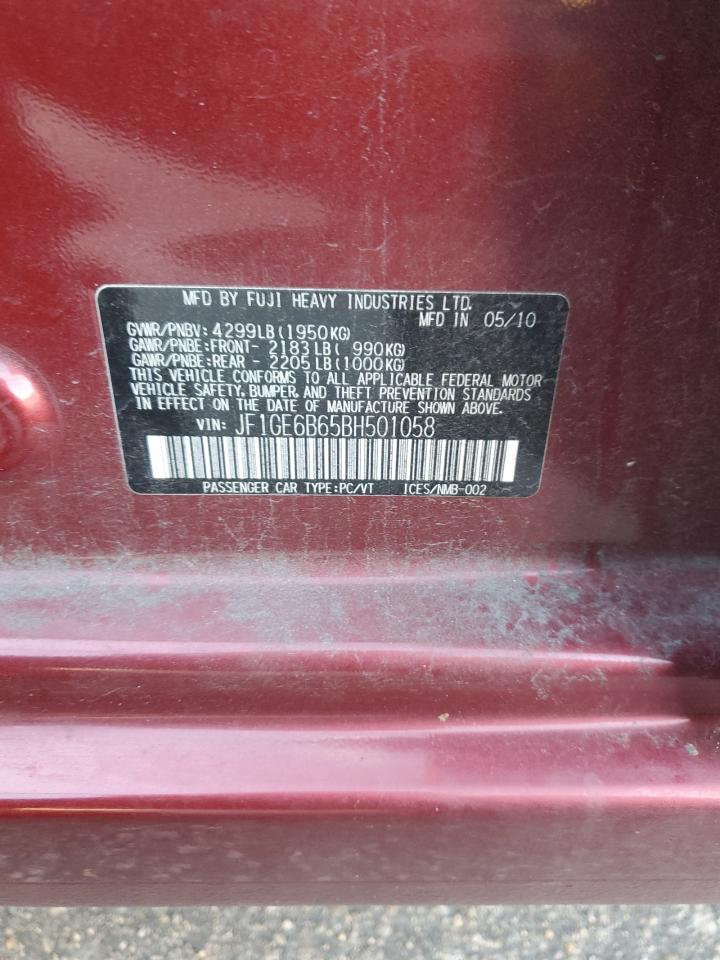 MFD BY FUJI HEAVY INDUSTRIES LTD.
MFD IN 05/10
GVWR/PNBV: 4299LB (1950KG)
GAWR/PNBE:FRONT- 2183LB ( 990KG)
GAWR/PNBE:REAR - 2205LB (1000KG)
THIS VEHICLE CONFORMS TO ALL APPLICABLE FEDERAL MOTOR
VEHICLE SAFETY, BUMPER, AND THEFT PREVENTION STANDARDS
IN EFFECT ON THE DATE OF MANUFACTURE SHOWN ABOVE.
VIN: JF1GE6B65BH501058
PASSENGER CAR TYPE:PC/VT ICES/NMB-002